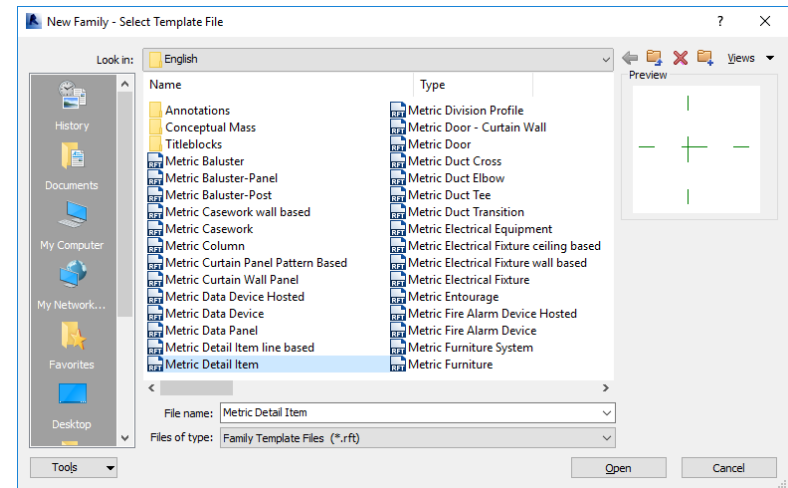 New Family - Select Template File
Look in: English Views
Name Type Preview
History
Documents
My Computer
My Network...
Favorites
Desktop
Annotations
Conceptual Mass
Titleblocks
Metric Baluster
Metric Baluster-Panel
Metric Baluster-Post
Metric Casework wall based
Metric Casework
Metric Column
Metric Curtain Panel Pattern Based
Metric Curtain Wall Panel
Metric Data Device Hosted
Metric Data Device
Metric Data Panel
Metric Detail Item line based
Metric Detail Item
Metric Division Profile
Metric Door - Curtain Wall
Metric Door
Metric Duct Cross
Metric Duct Elbow
Metric Duct Tee
Metric Duct Transition
Metric Electrical Equipment
Metric Electrical Fixture ceiling based
Metric Electrical Fixture wall based
Metric Electrical Fixture
Metric Entourage
Metric Fire Alarm Device Hosted
Metric Fire Alarm Device
Metric Furniture System
Metric Furniture
File name: Metric Detail Item
Files of type: Family Template Files (*.rft)
Tools Open Cancel